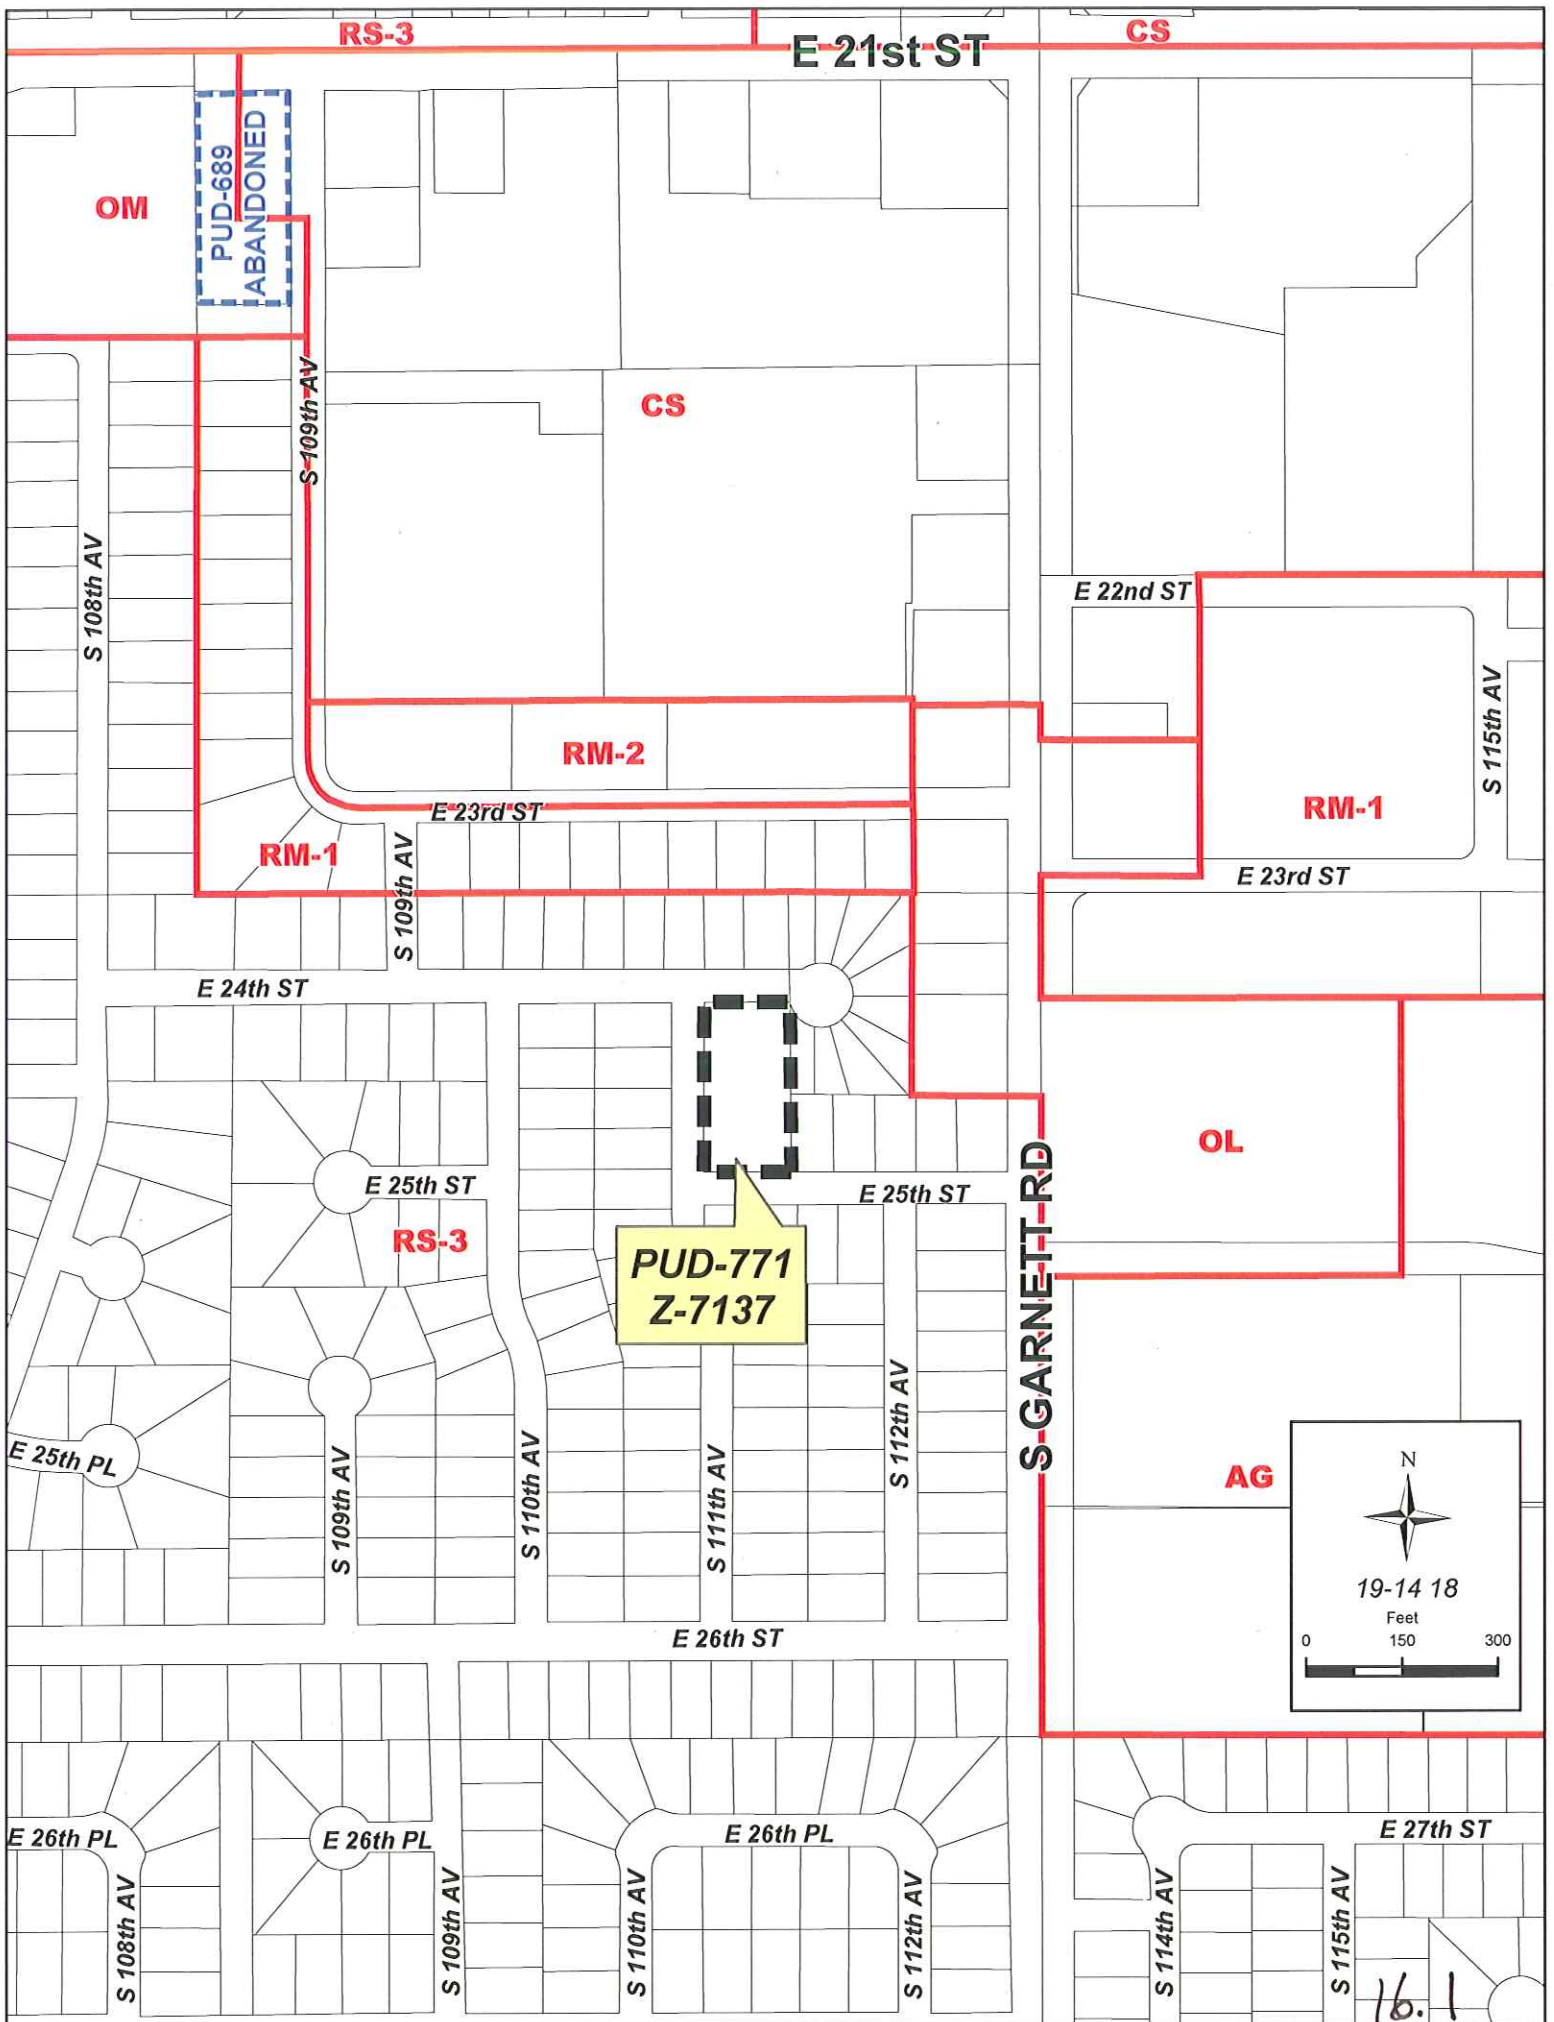 RS-3
CS
E 21st ST
PUD-689
ABANDONED
OM
S 109th AV
CS
S 108th AV
E 22nd ST
S 115th AV
RM-2
RM-1
E 23rd ST
RM-1
S 109th AV
E 23rd ST
E 24th ST
OL
E 25th ST
E 25th ST
RS-3
PUD-771
Z-7137
S GARNETT RD
S 112th AV
E 25th PL
S 109th AV
S 110th AV
S 111th AV
AG
N
19-14 18
Feet
0 150 300
E 26th ST
E 26th PL
E 26th PL
E 26th PL
E 27th ST
S 108th AV
S 109th AV
S 110th AV
S 112th AV
S 114th AV
S 115th AV
16.1